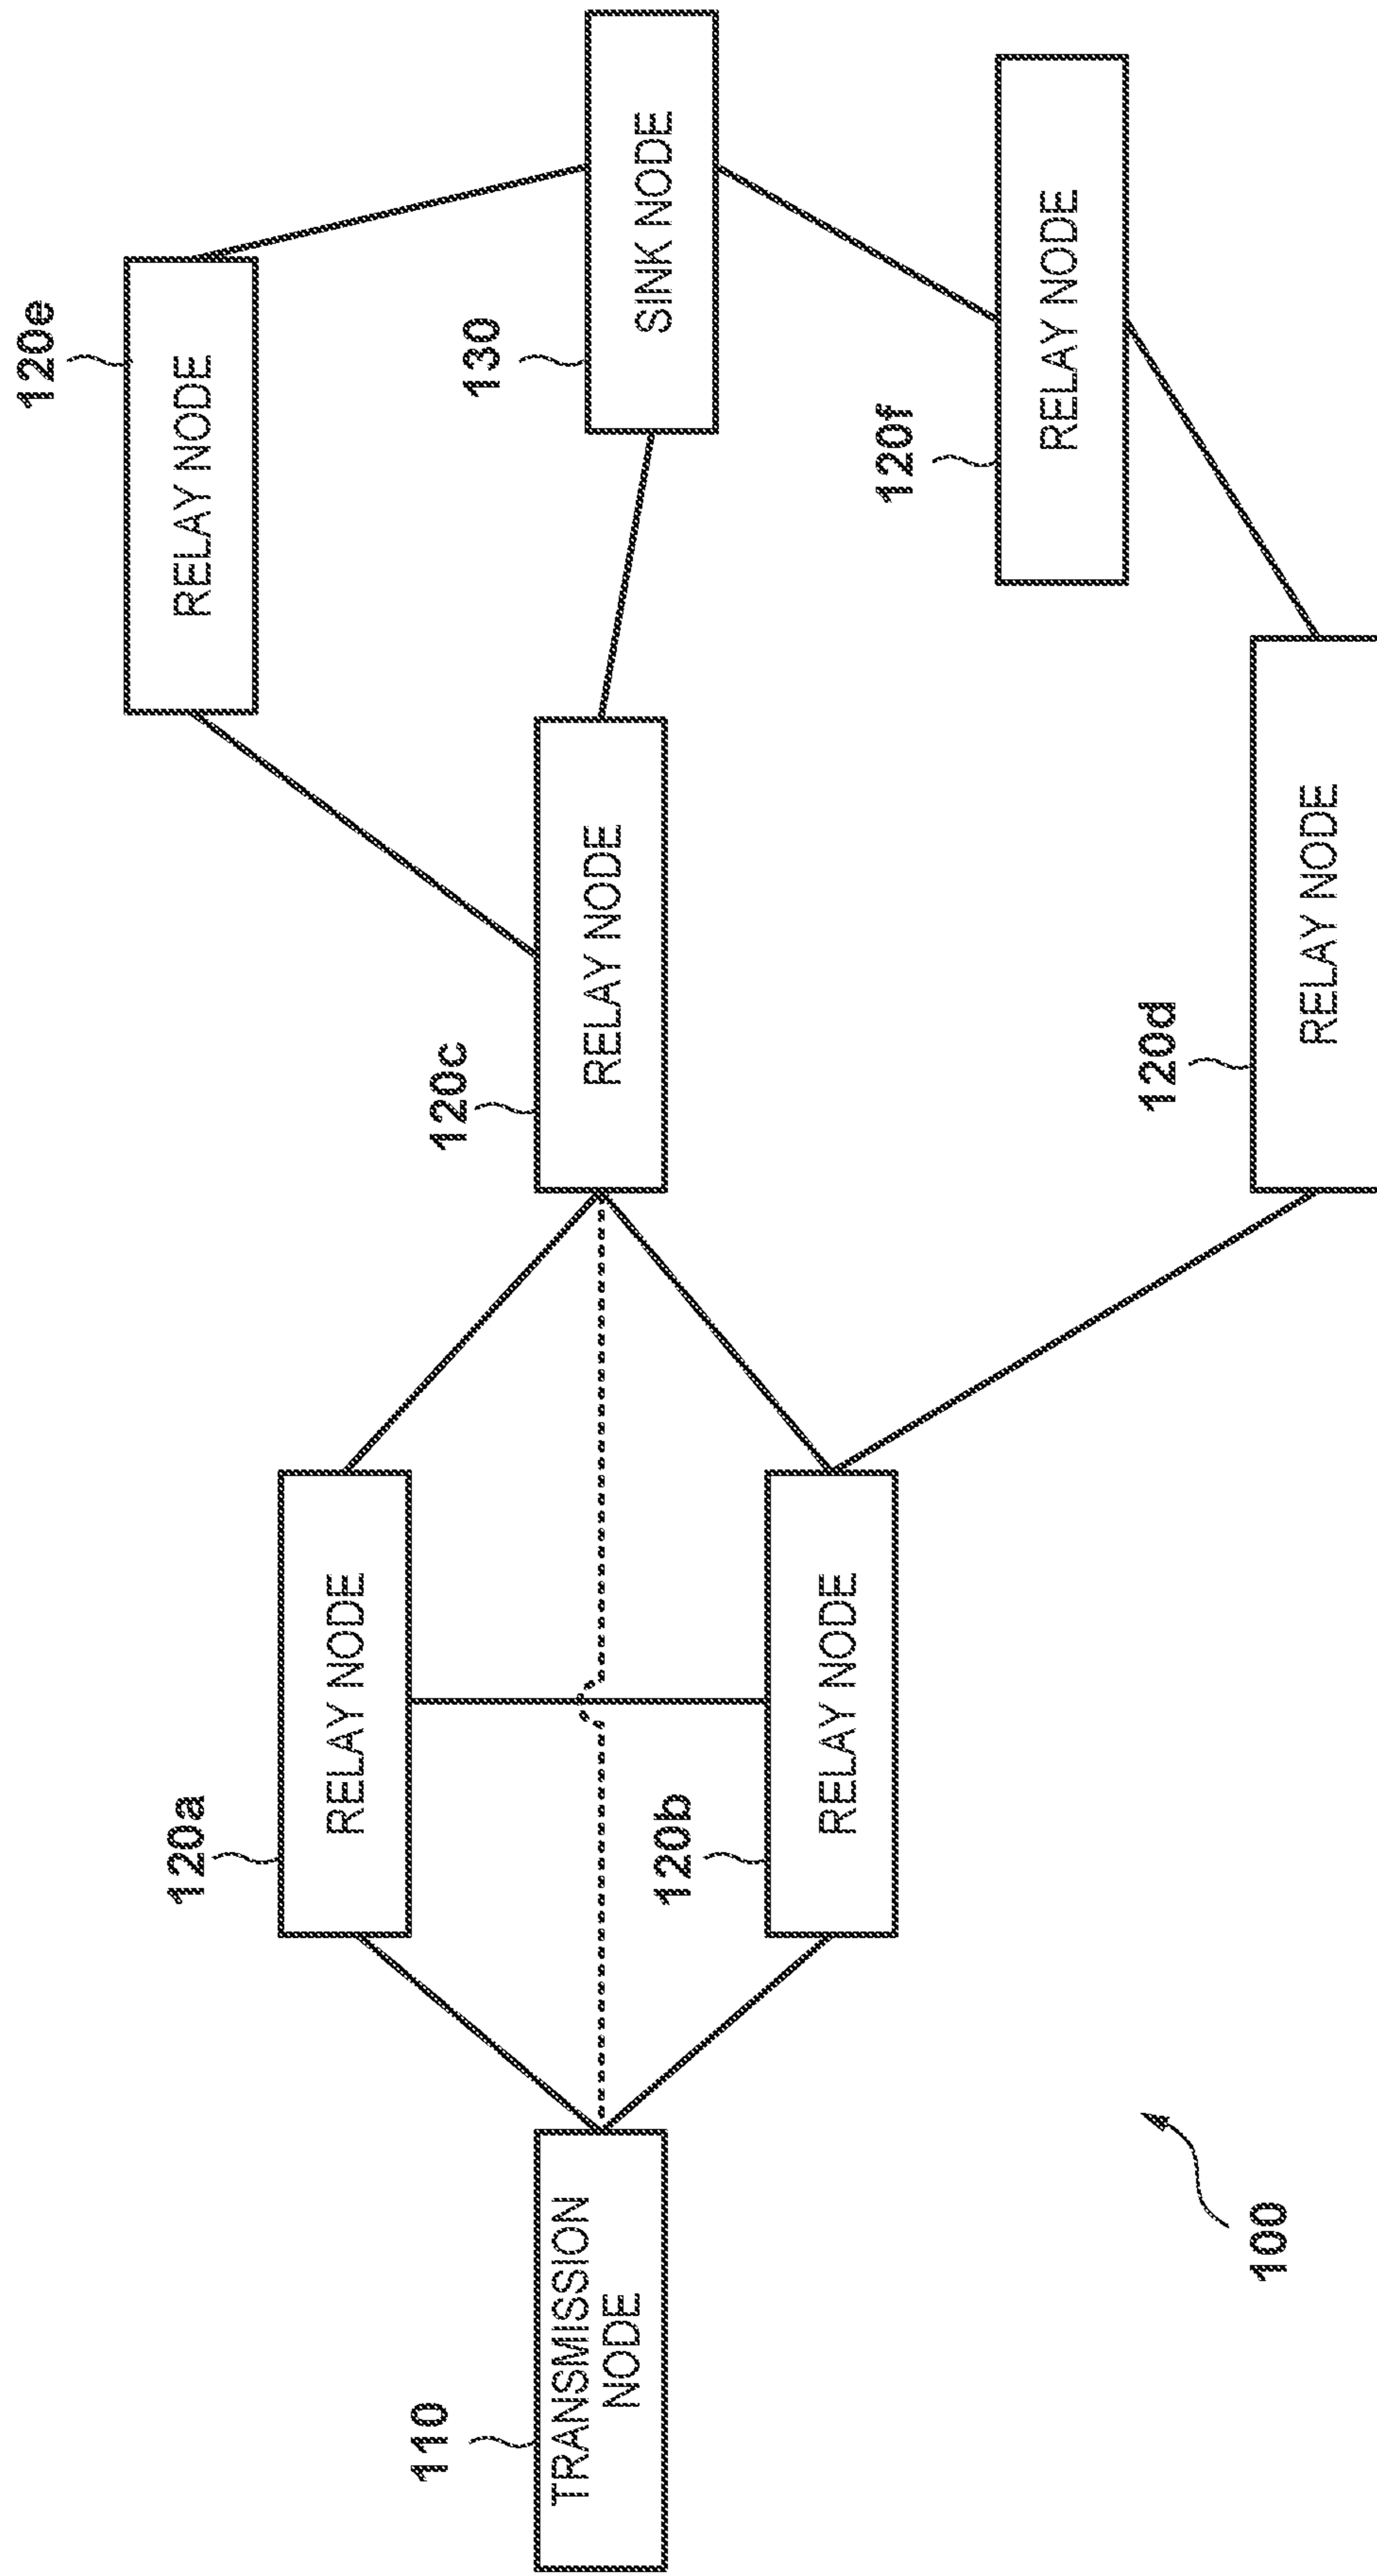 110
TRANSMISSION
NODE
120a
RELAY NODE
120b
RELAY NODE
120c
RELAY NODE
120d
RELAY NODE
120e
RELAY NODE
130
SINK NODE
120f
RELAY NODE
100